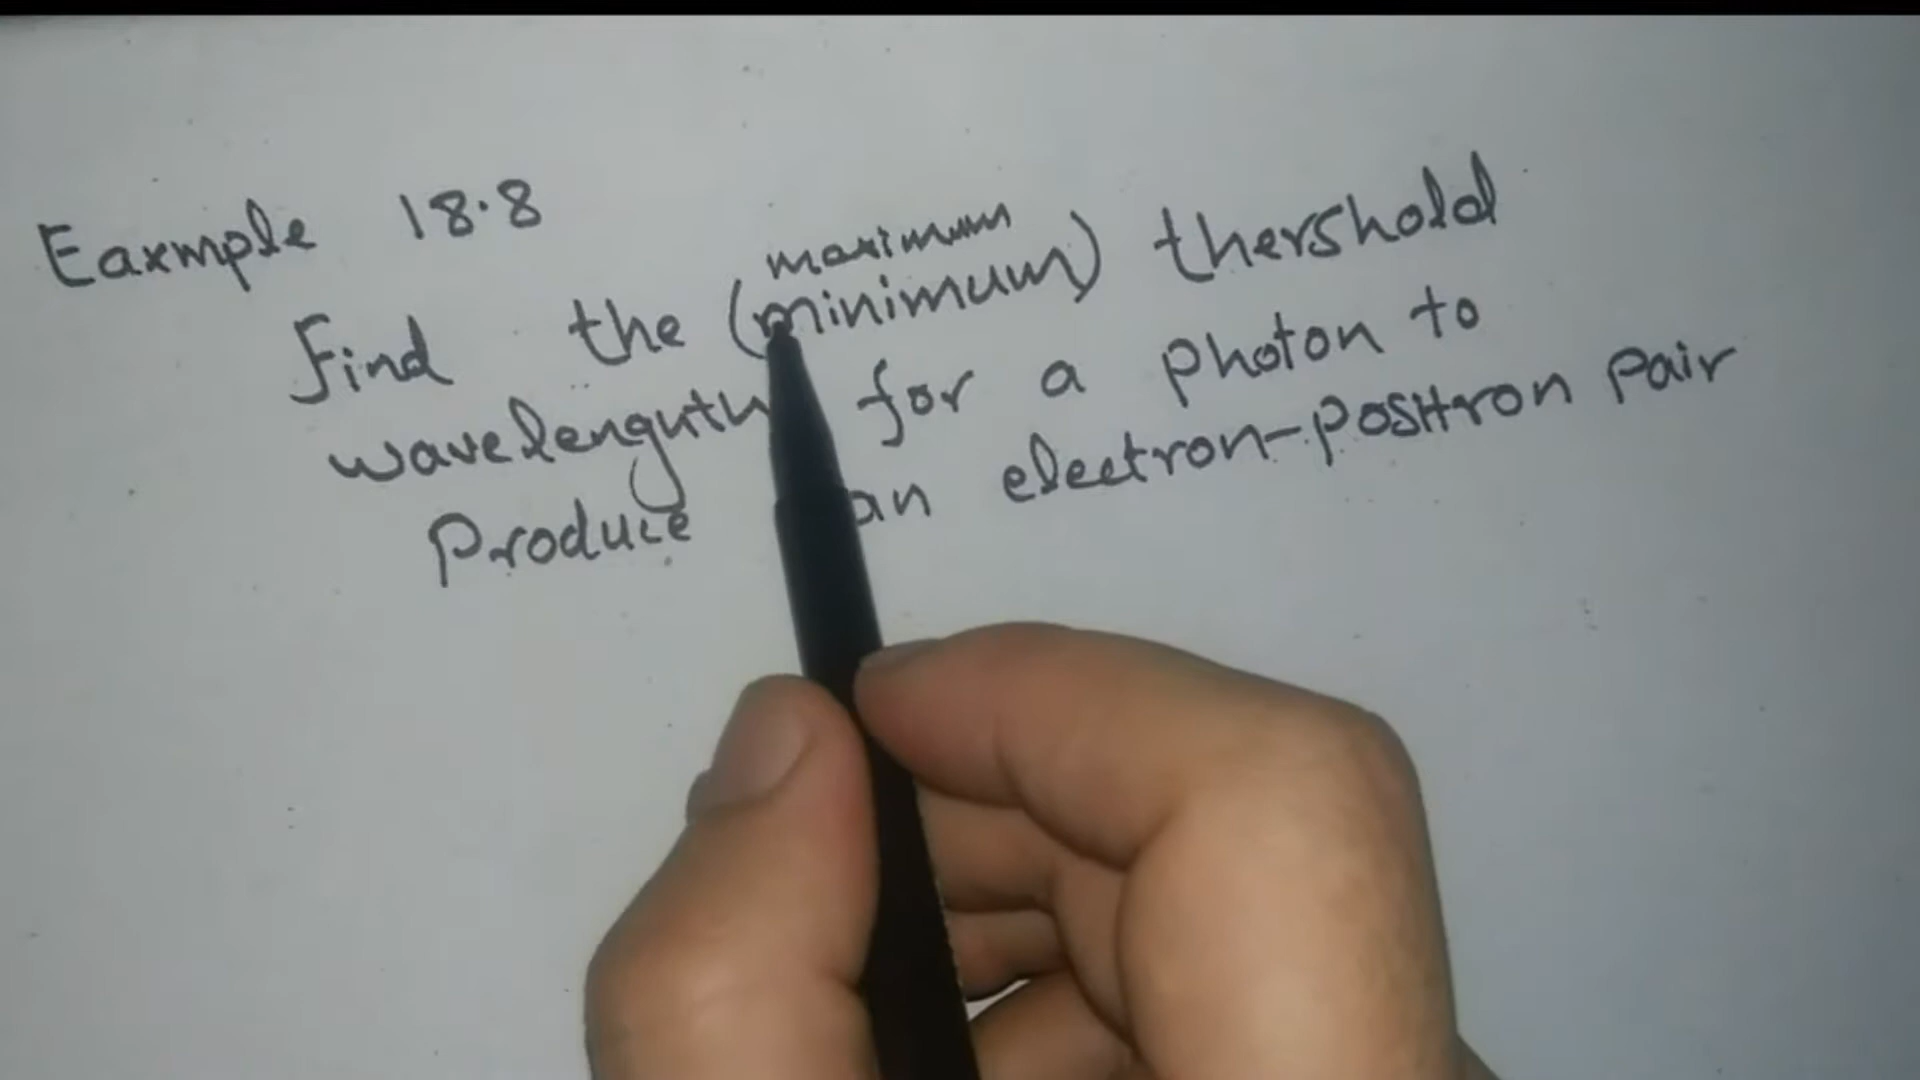 Eaxmple 18.8
maximum
Find the (minimum) thershold
wavelenguth for a photon to
Produce an electron-positron pair